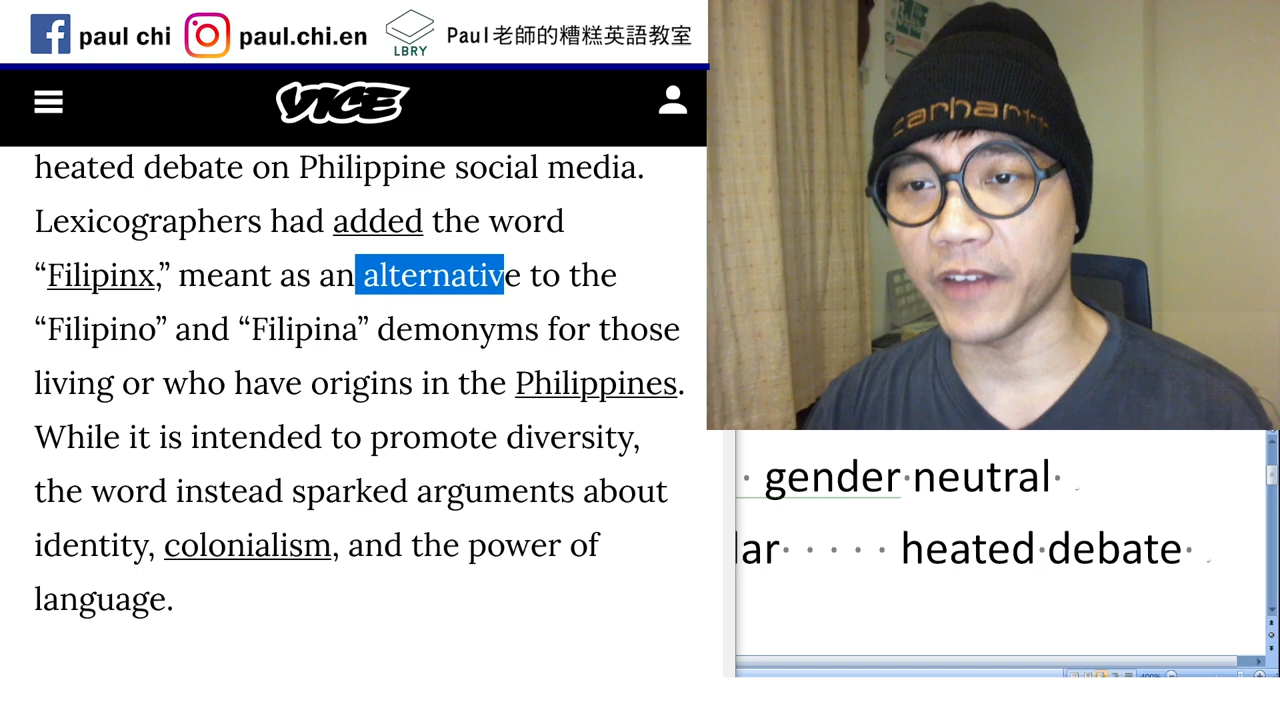 paul chi paul.chi.en LBRY Paul老師的糟糕英語教室
VICE
heated debate on Philippine social media.
Lexicographers had added the word
“Filipinx,” meant as an alternative to the
“Filipino” and “Filipina” demonyms for those
living or who have origins in the Philippines.
While it is intended to promote diversity,
the word instead sparked arguments about
identity, colonialism, and the power of
language.
carhartt
gender neutral
lar heated debate